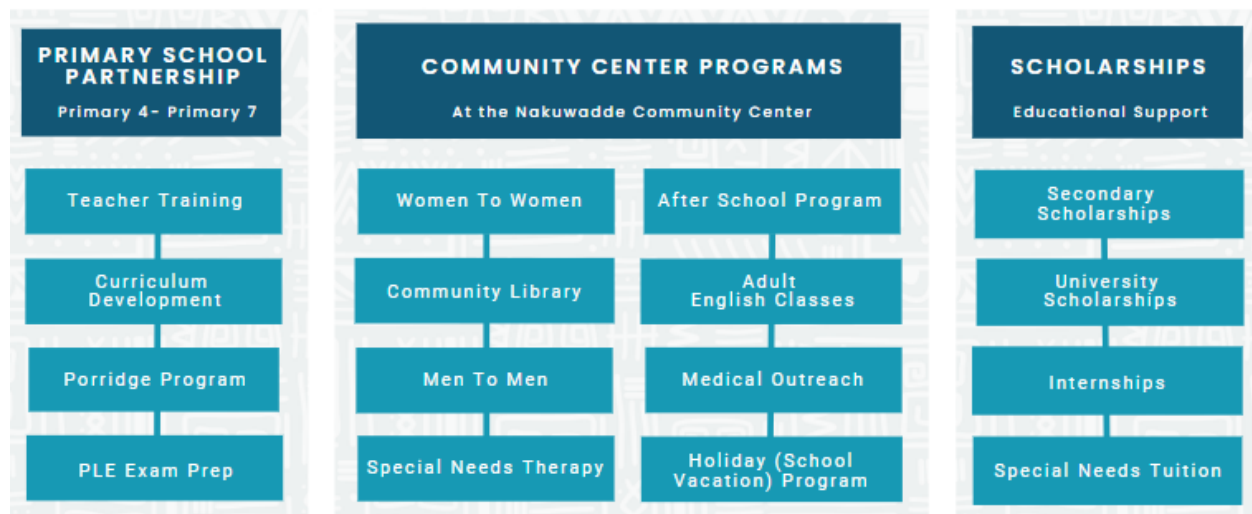 PRIMARY SCHOOL
PARTNERSHIP
Primary 4- Primary 7
Teacher Training
Curriculum
Development
Porridge Program
PLE Exam Prep
COMMUNITY CENTER PROGRAMS
At the Nakuwadde Community Center
Women To Women
Community Library
Men To Men
Special Needs Therapy
After School Program
Adult
English Classes
Medical Outreach
Holiday (School
Vacation) Program
SCHOLARSHIPS
Educational Support
Secondary
Scholarships
University
Scholarships
Internships
Special Needs Tuition